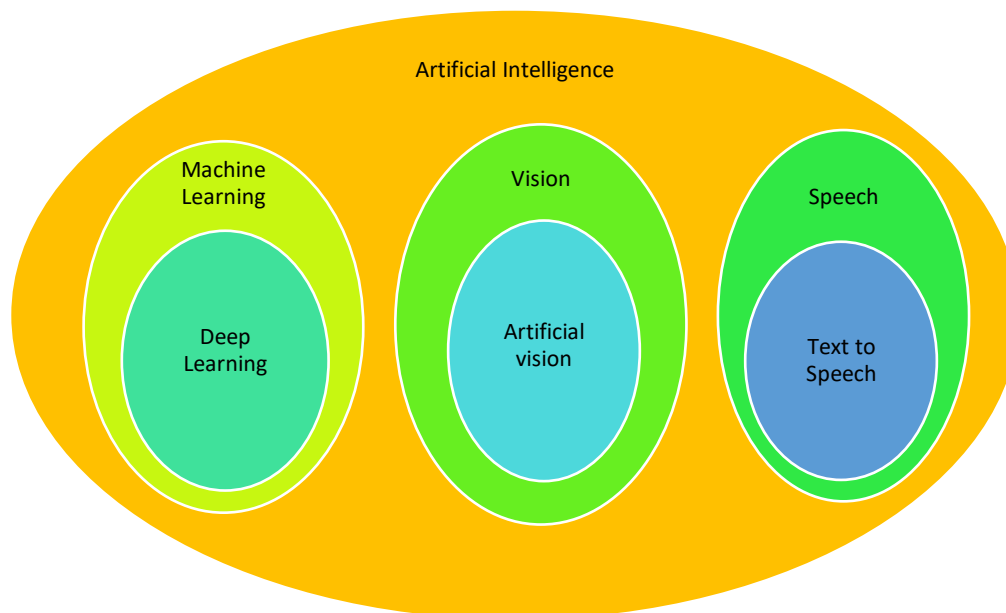 Artificial Intelligence
Machine
Learning
Vision
Speech
Deep
Learning
Artificial
vision
Text to
Speech